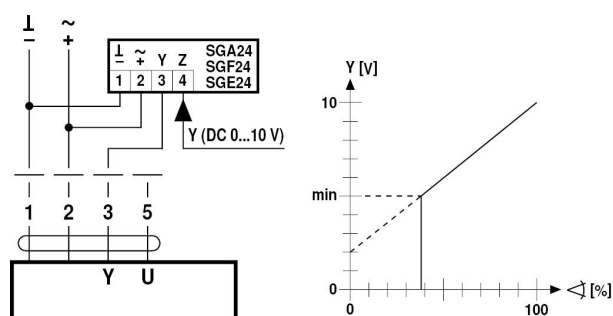 ⊥ ~
− +
⊥ ~ Y Z
− +
1 2 3 4
SGA24
SGF24
SGE24
Y (DC 0...10 V)
1 2 3 5
Y U
Y [V]
10
min
0
0 100
∢ [%]